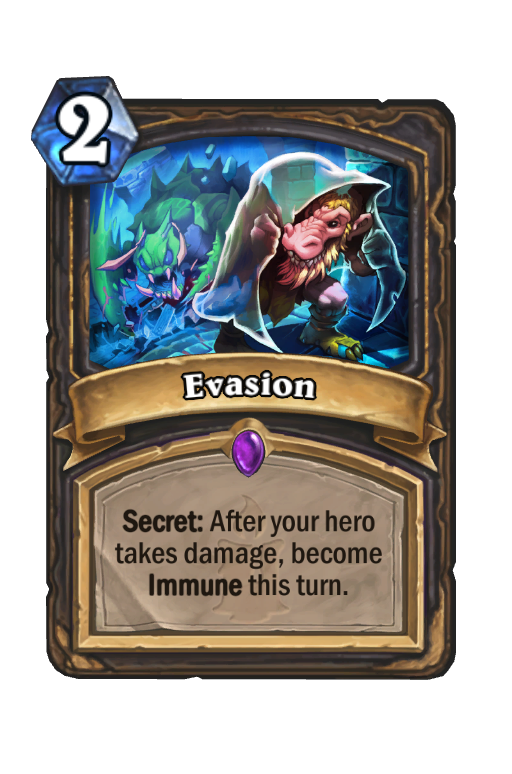 2
Evasion
Secret: After your hero
takes damage, become
Immune this turn.